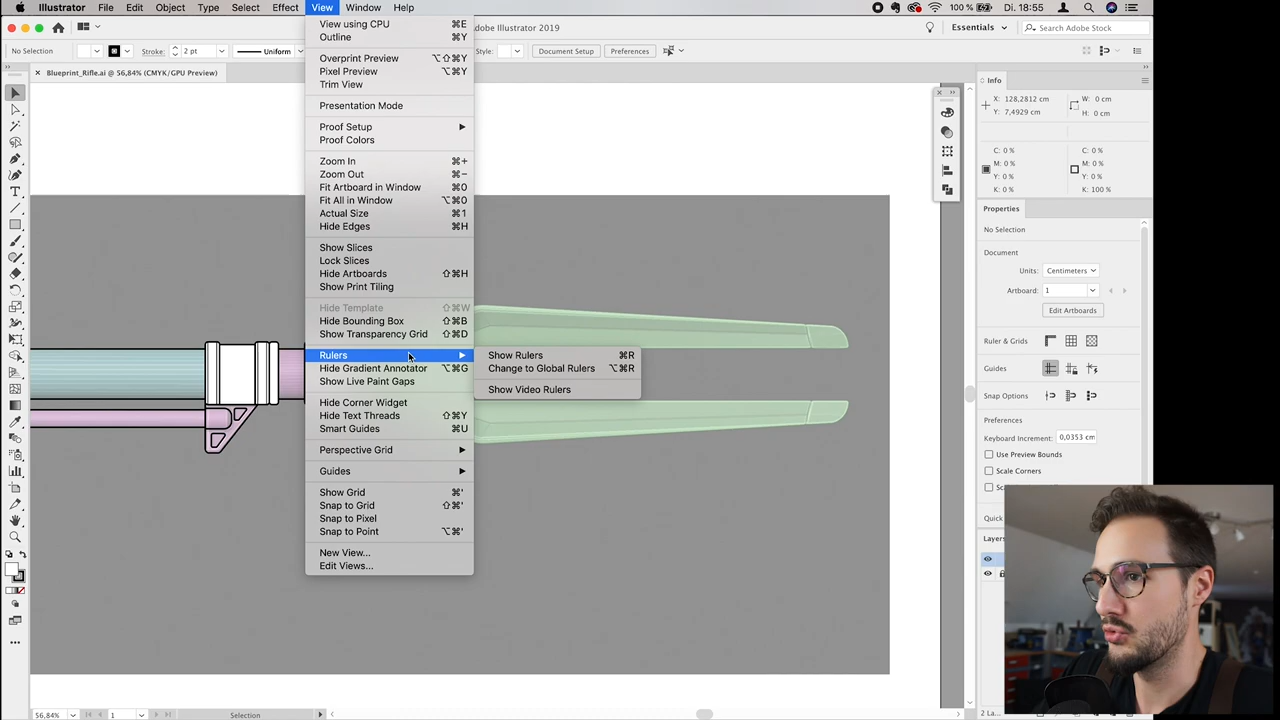 Illustrator File Edit Object Type Select Effect View Window Help 100 % Di. 18:55
Adobe Illustrator 2019
Essentials
Search Adobe Stock
No Selection
Stroke:
2 pt
Uniform
Style:
Document Setup
Preferences
Blueprint_Rifle.ai @ 56,84% (CMYK/GPU Preview)
View using CPU ⌘E
Outline ⌘Y
Overprint Preview ⌥⇧⌘Y
Pixel Preview ⌥⌘Y
Trim View
Presentation Mode
Proof Setup
Proof Colors
Zoom In ⌘+
Zoom Out ⌘−
Fit Artboard in Window ⌘0
Fit All in Window ⌥⌘0
Actual Size ⌘1
Hide Edges ⌘H
Show Slices
Lock Slices
Hide Artboards ⇧⌘H
Show Print Tiling
Hide Template ⇧⌘W
Hide Bounding Box ⇧⌘B
Show Transparency Grid ⇧⌘D
Rulers
Hide Gradient Annotator ⌥⌘G
Show Live Paint Gaps
Hide Corner Widget
Hide Text Threads ⇧⌘Y
Smart Guides ⌘U
Perspective Grid
Guides
Show Grid ⌘'
Snap to Grid ⇧⌘'
Snap to Pixel
Snap to Point ⌥⌘'
New View...
Edit Views...
Show Rulers ⌘R
Change to Global Rulers ⌥⌘R
Show Video Rulers
Info
X: 128,2812 cm
Y: 7,4929 cm
W: 0 cm
H: 0 cm
C: 0 %
M: 0 %
Y: 0 %
K: 0 %
C: 0 %
M: 0 %
Y: 0 %
K: 100 %
Properties
No Selection
Document
Units: Centimeters
Artboard: 1
Edit Artboards
Ruler & Grids
Guides
Snap Options
Preferences
Keyboard Increment: 0,0353 cm
Use Preview Bounds
Scale Corners
Quick
Layers
56,84%
1
Selection